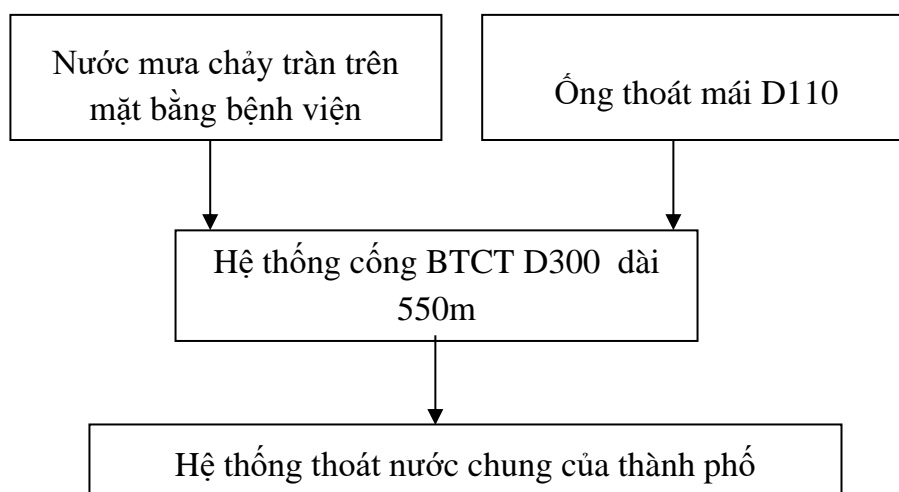 Nước mưa chảy tràn trên
mặt bằng bệnh viện
Ống thoát mái D110
Hệ thống cống BTCT D300 dài
550m
Hệ thống thoát nước chung của thành phố